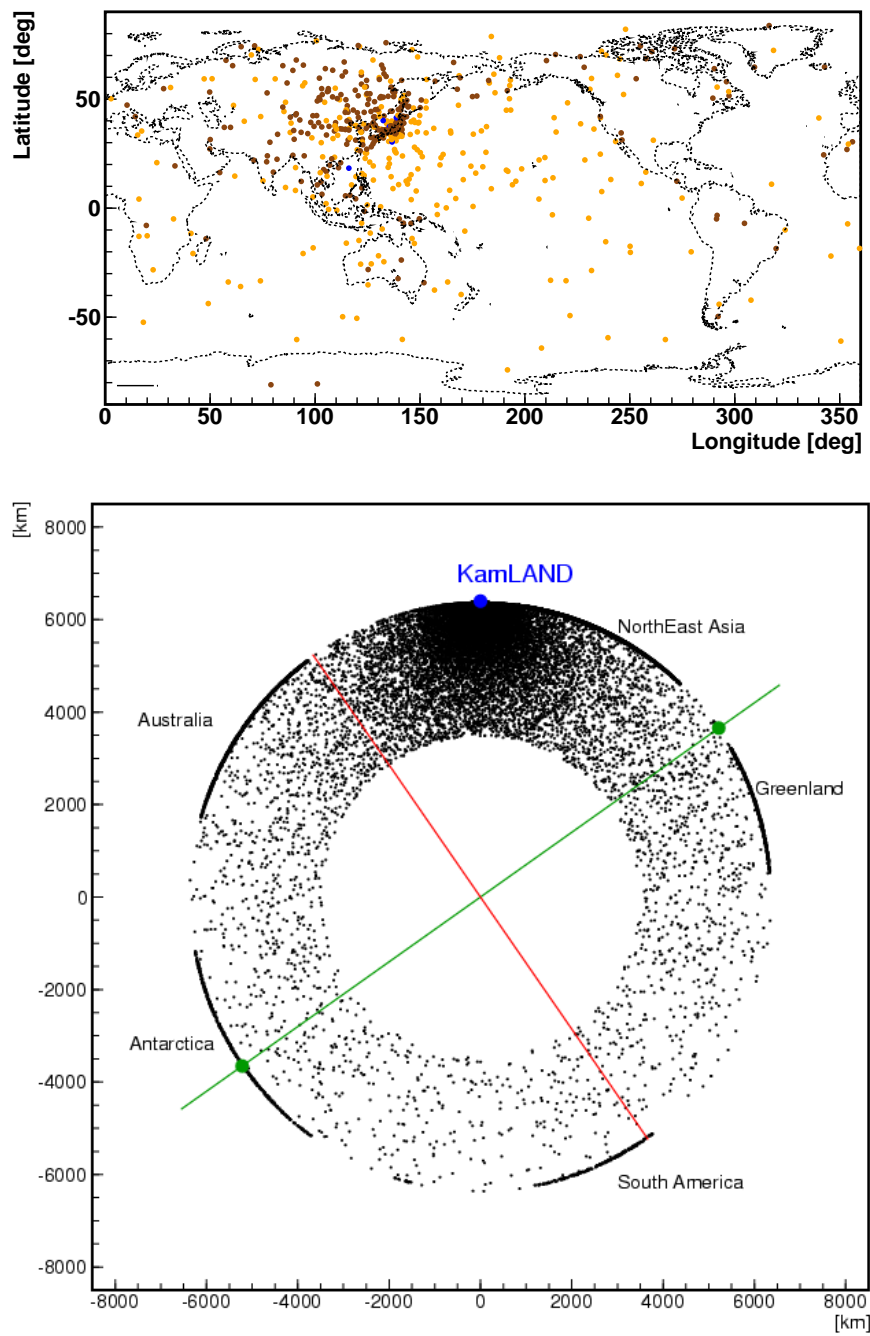 Latitude [deg]
50
0
-50
0 50 100 150 200 250 300 350
Longitude [deg]
[km]
8000
6000
4000
2000
0
-2000
-4000
-6000
-8000
KamLAND
NorthEast Asia
Australia
Greenland
Antarctica
South America
-8000 -6000 -4000 -2000 0 2000 4000 6000 8000
[km]